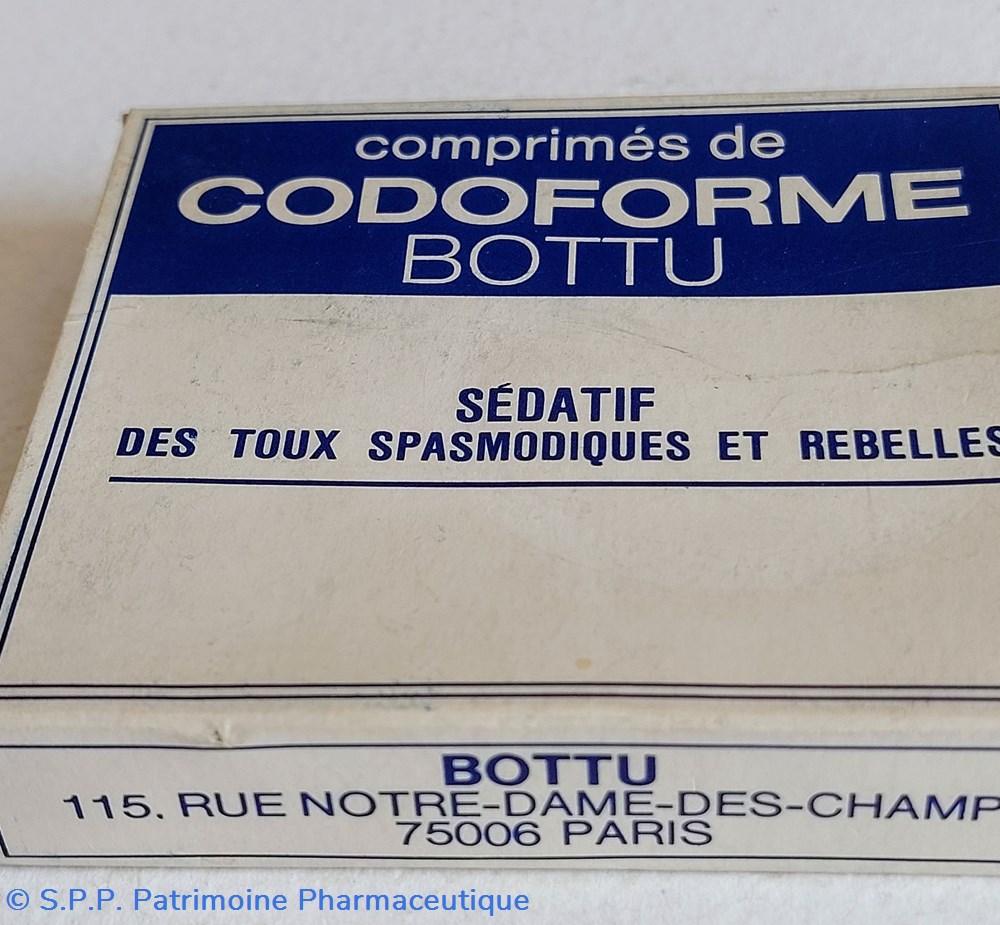 comprimés de
CODOFORME
BOTTU
SÉDATIF
DES TOUX SPASMODIQUES ET REBELLES
BOTTU
115. RUE NOTRE-DAME-DES-CHAMP
75006 PARIS
© S.P.P. Patrimoine Pharmaceutique